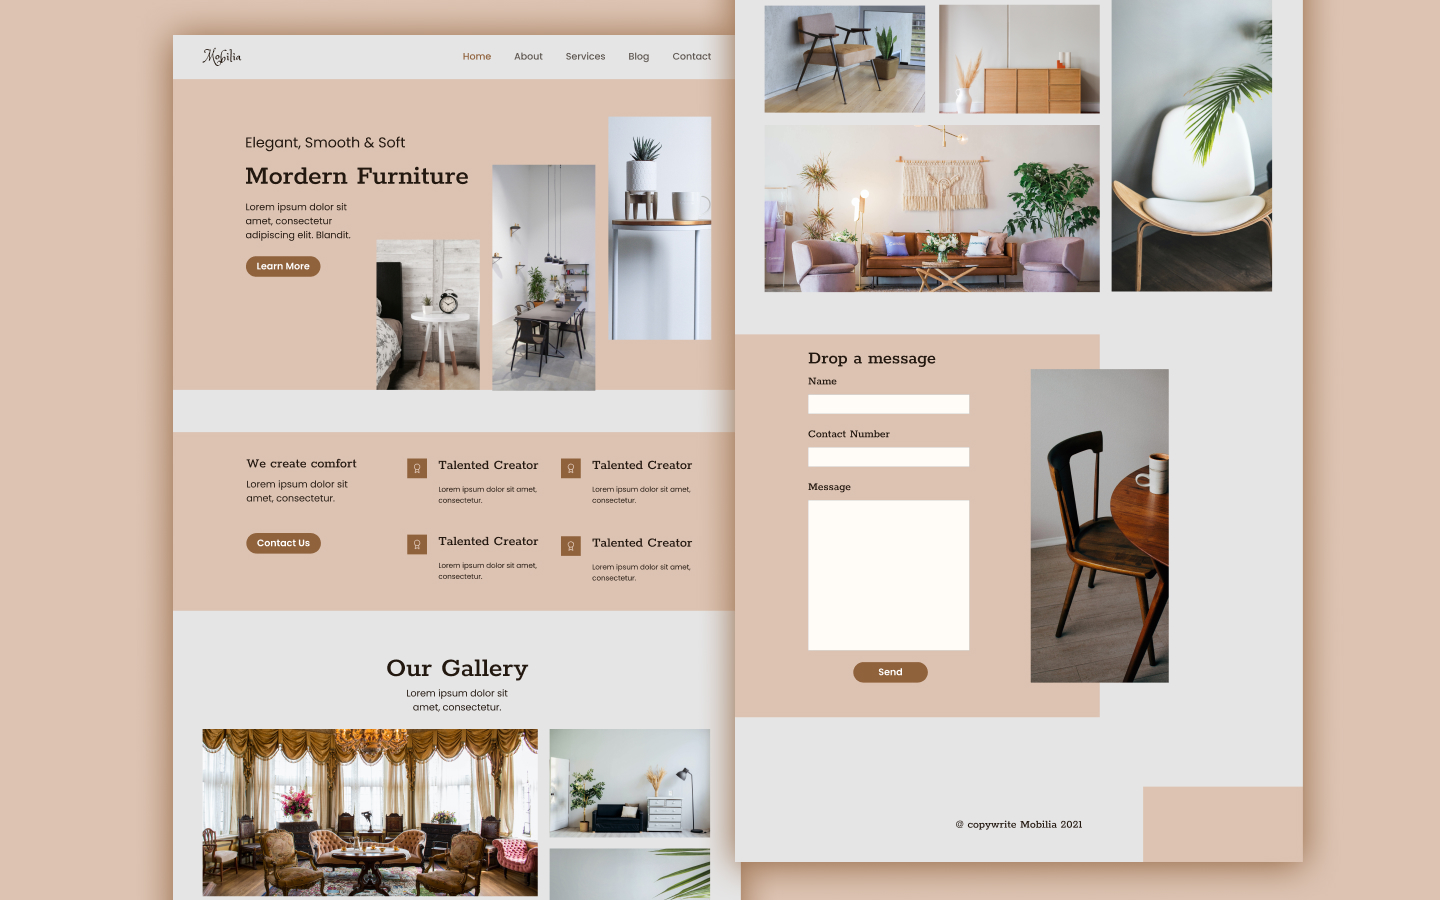 Mobilia
Home About Services Blog Contact
Elegant, Smooth & Soft
Mordern Furniture
Lorem ipsum dolor sit
amet, consectetur
adipiscing elit. Blandit.
Learn More
We create comfort
Lorem ipsum dolor sit
amet, consectetur.
Contact Us
Talented Creator
Lorem ipsum dolor sit amet,
consectetur.
Talented Creator
Lorem ipsum dolor sit amet,
consectetur.
Talented Creator
Lorem ipsum dolor sit amet,
consectetur.
Talented Creator
Lorem ipsum dolor sit amet,
consectetur.
Our Gallery
Lorem ipsum dolor sit
amet, consectetur.
Drop a message
Name
Contact Number
Message
Send
@ copywrite Mobilia 2021